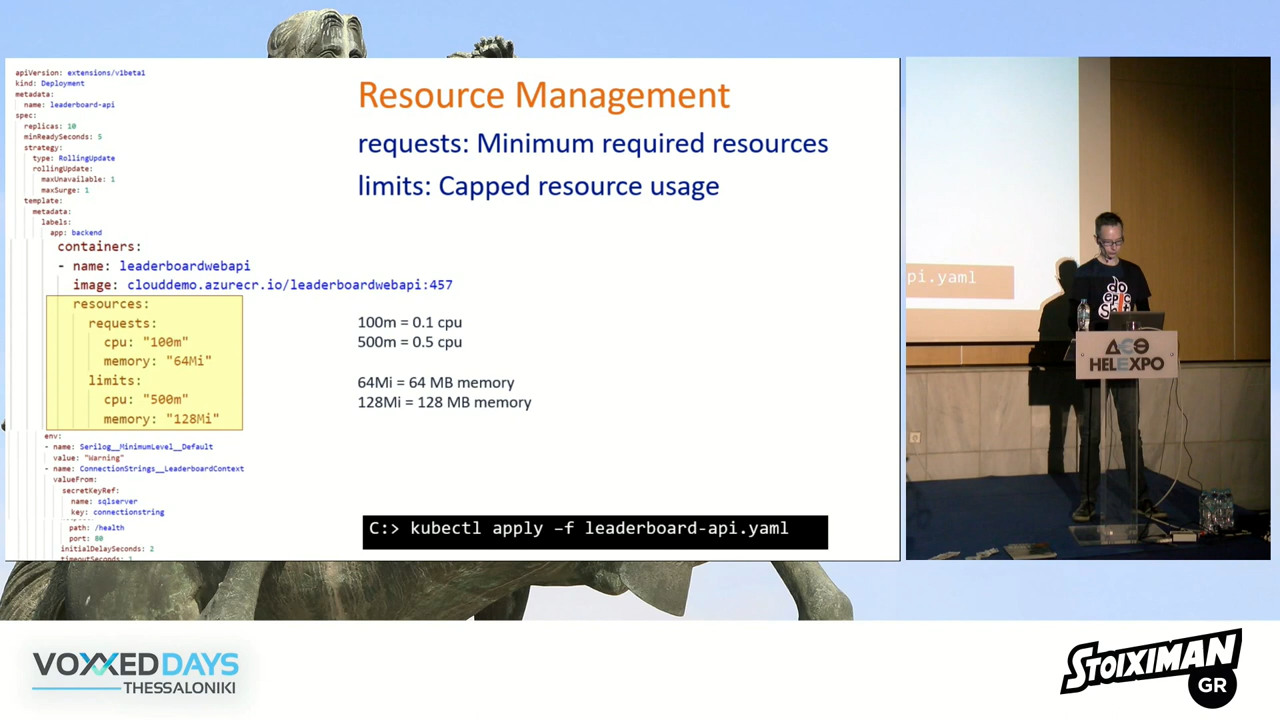 apiVersion: extensions/v1beta1
kind: Deployment
metadata:
name: leaderboard-api
spec:
replicas: 10
minReadySeconds: 5
strategy:
type: RollingUpdate
rollingUpdate:
maxUnavailable: 1
maxSurge: 1
template:
metadata:
labels:
app: backend
containers:
- name: leaderboardwebapi
image: clouddemo.azurecr.io/leaderboardwebapi:457
resources:
requests:
cpu: "100m"
memory: "64Mi"
limits:
cpu: "500m"
memory: "128Mi"
env:
- name: Serilog__MinimumLevel__Default
value: "Warning"
- name: ConnectionStrings__LeaderboardContext
valueFrom:
secretKeyRef:
name: sqlserver
key: connectionstring
path: /health
port: 80
initialDelaySeconds: 2
timeoutSeconds: 1
Resource Management
requests: Minimum required resources
limits: Capped resource usage
100m = 0.1 cpu
500m = 0.5 cpu
64Mi = 64 MB memory
128Mi = 128 MB memory
C:> kubectl apply –f leaderboard-api.yaml
pi.yaml
do
epic
ΔΕΘ
HELEXPO
VOXXED DAYS
THESSALONIKI
STOIXIMAN
GR